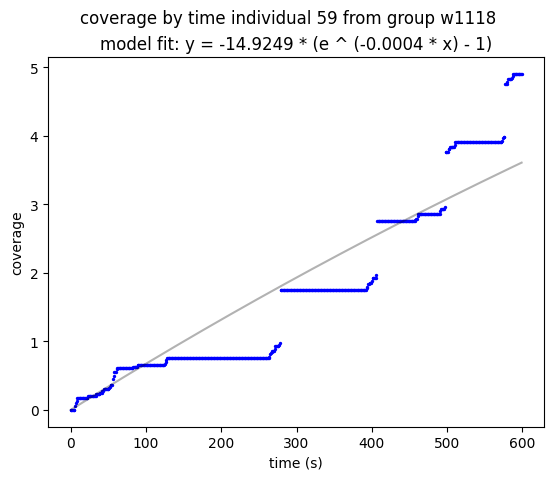 coverage by time individual 59 from group w1118
model fit: y = -14.9249 * (e ^ (-0.0004 * x) - 1)
5
4
3
2
1
0
coverage
0 100 200 300 400 500 600
time (s)